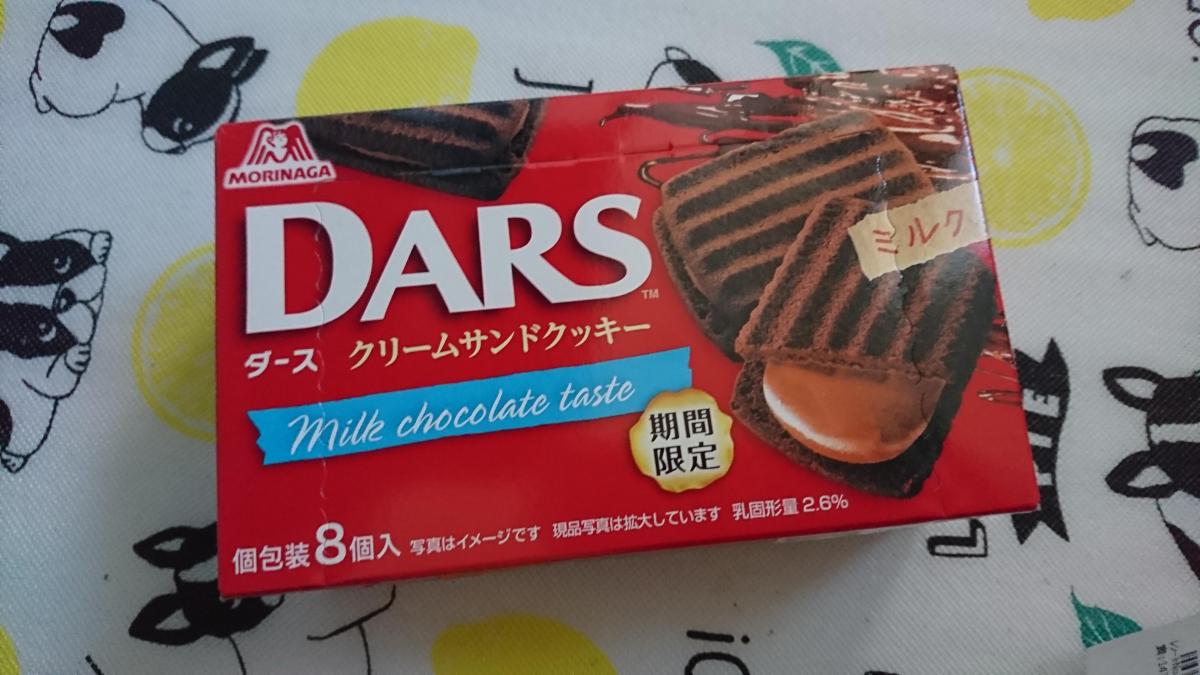 MORINAGA
DARS™
ダース クリームサンドクッキー
Milk chocolate taste
ミルク
期間
限定
個包装8個入 写真はイメージです 現品写真は拡大しています 乳固形量 2.6%